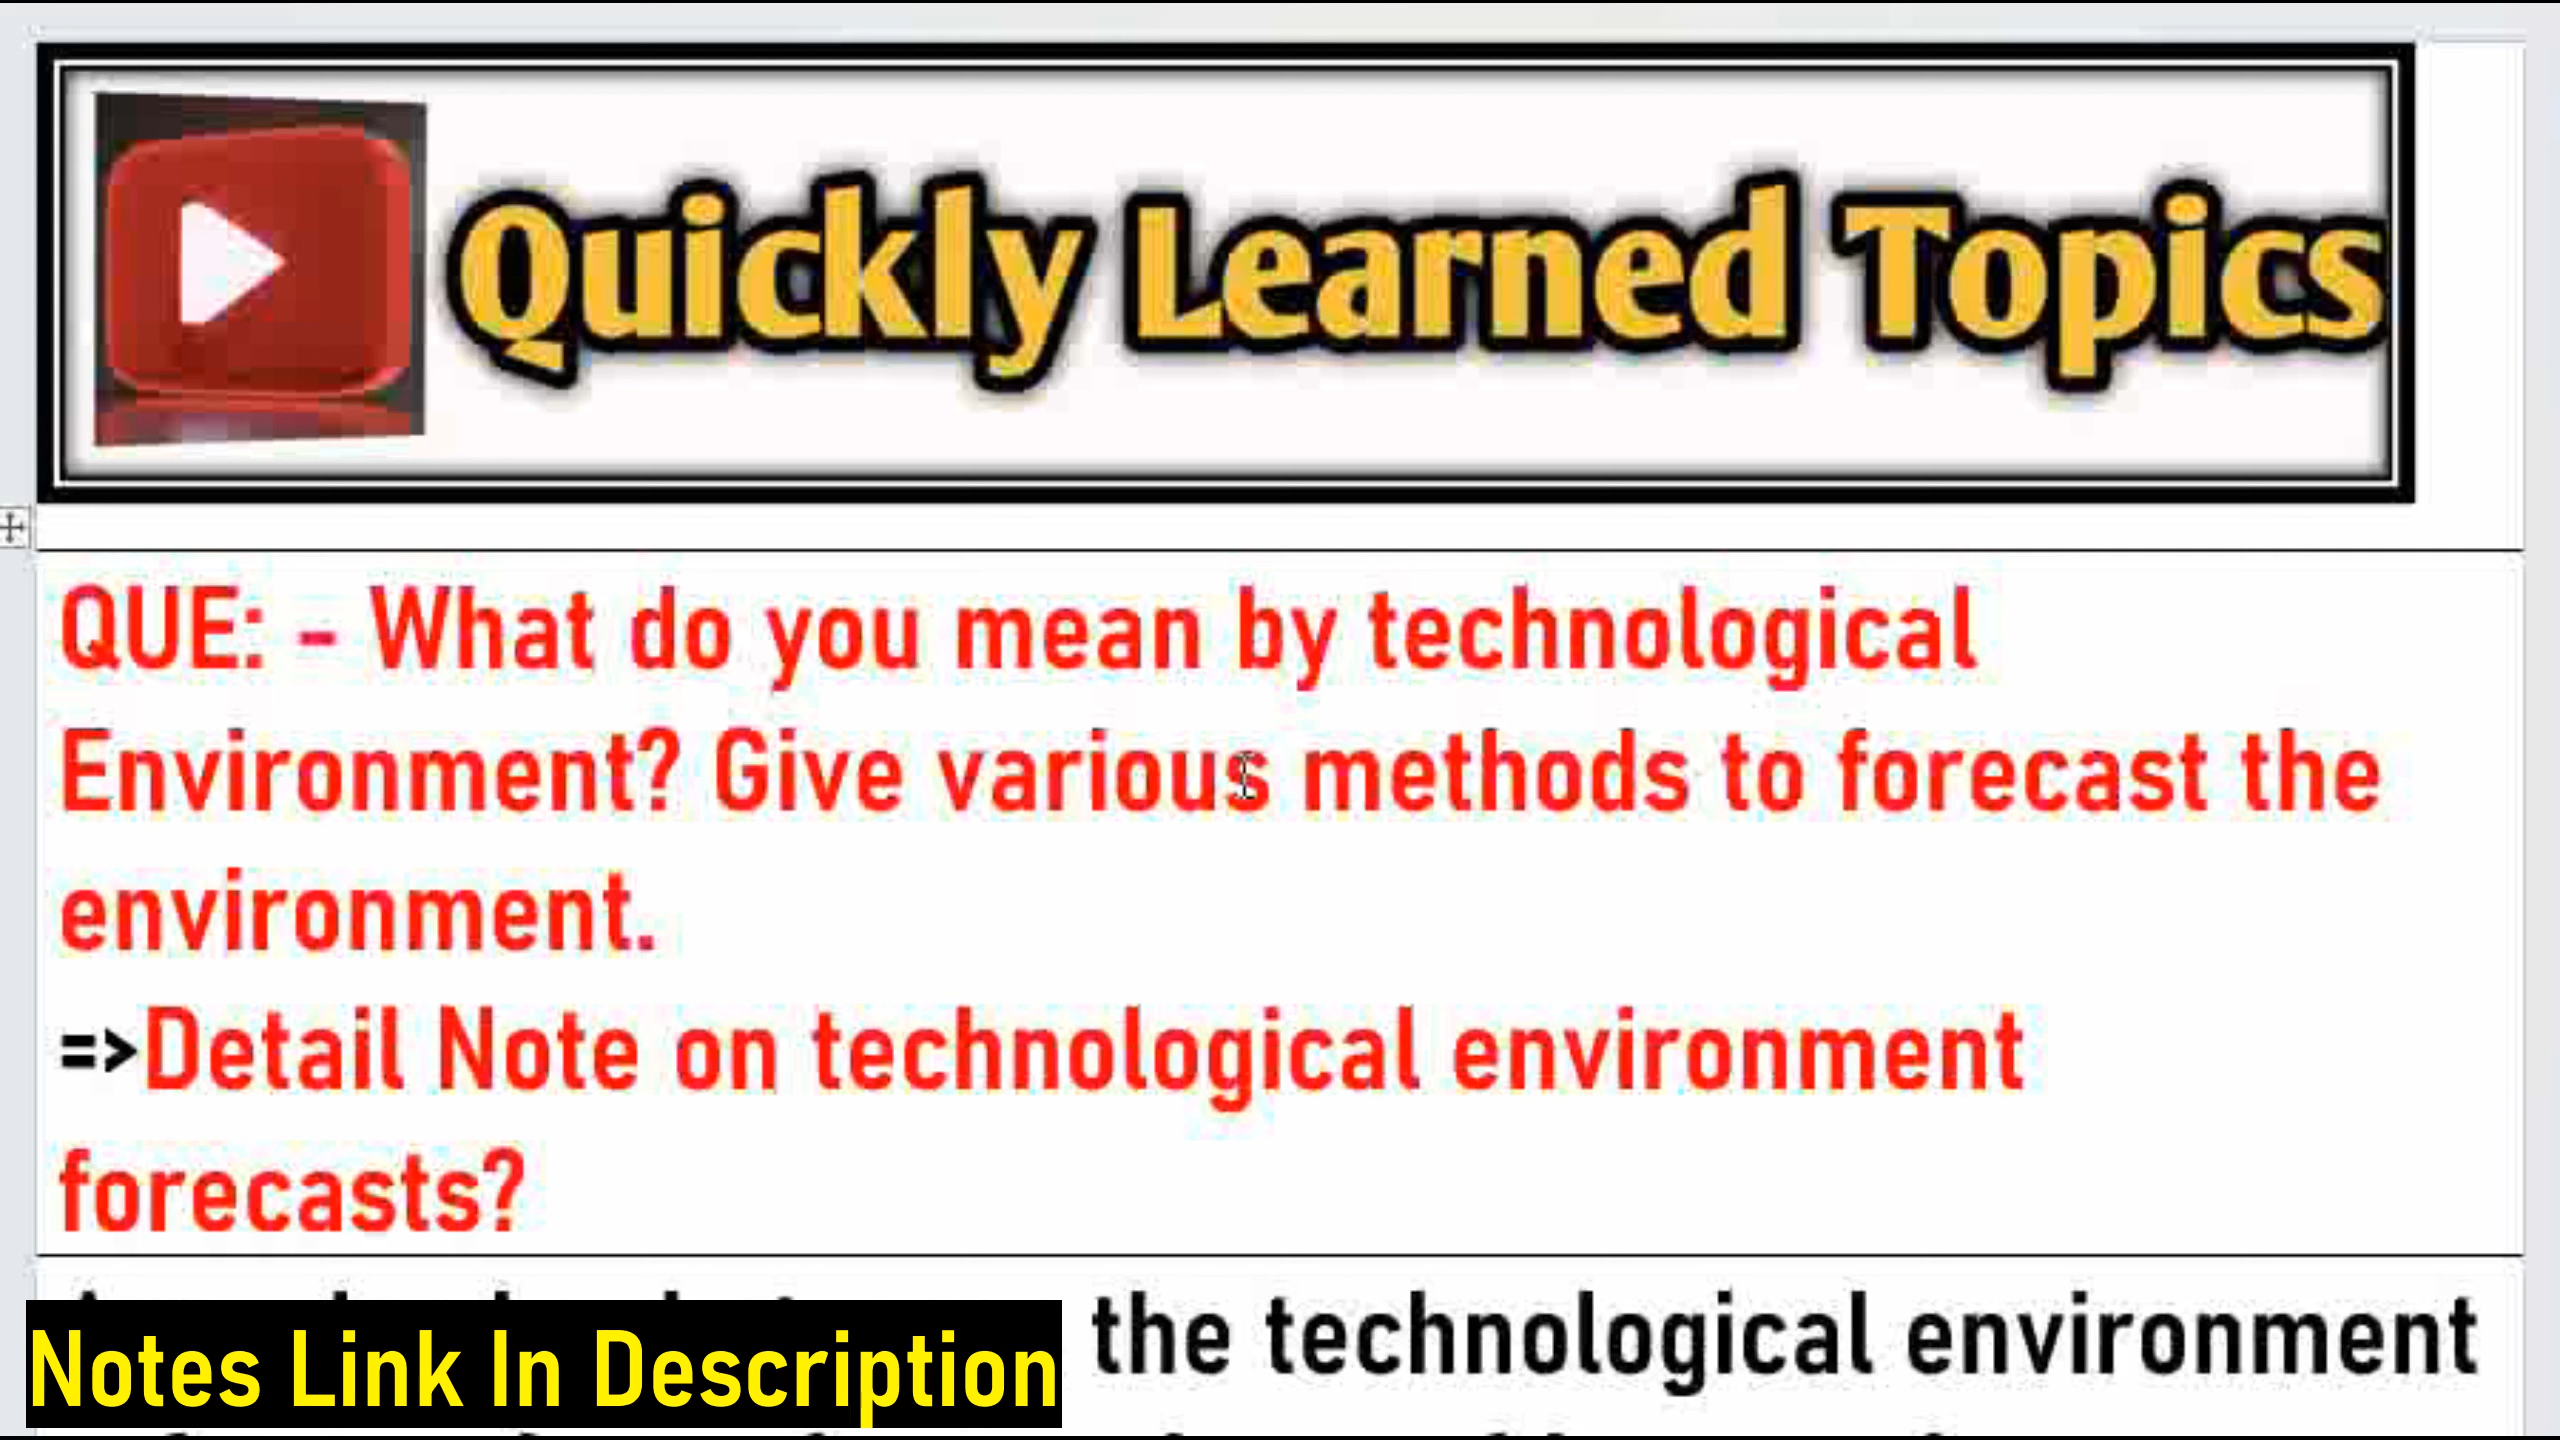 Quickly Learned Topics
QUE: - What do you mean by technological
Environment? Give various methods to forecast the
environment.
=>Detail Note on technological environment
forecasts?
the technological environment
Notes Link In Description